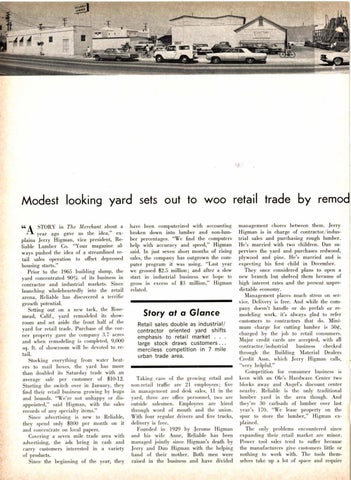 Modest looking yard sets out to woo retail trade by remod
"A STORY in The Merchant about a
year ago gave us the idea," ex-
plains Jerry Higman, vice president, Re-
liable Lumber Co. "Your magazine al-
ways pushed the idea of a streamlined re-
tail sales operation to offset depressed
housing starts."
Prior to the 1965 building slump, the
yard concentrated 90% of its business in
contractor and industrial markets. Since
launching wholeheartedly into the retail
arena, Reliable has discovered a terrific
growth potential.
Setting out on a new tack, the Rose-
mead, Calif., yard remodeled its show-
room and set aside the front half of the
yard for retail trade. Purchase of the cor-
ner property gave the company 3.7 acres
and when remodeling is completed, 9,000
sq. ft. of showroom will be devoted to re-
tail.
Stocking everything from water heat-
ers to mail boxes, the yard has more
than doubled its Saturday trade with an
average sale per customer of $10-12.
Starting the switch over in January, they
find their retail business growing by leaps
and bounds. "We're not unhappy or dis-
appointed," said Higman, with the sales
records of any specialty items."
Since advertising is new to Reliable,
they spend only $800 per month on it
and concentrate on local papers.
Covering a seven mile trade area with
advertising, the ads bring in cash and
carry customers interested in a variety
of products.
Since the beginning of the year, they
have been computerized with accounting
broken down into lumber and non-lum-
ber percentages. "We find the computers
help with accuracy and speed," Higman
said. In just seven short months of rising
sales, the company has outgrown the com-
puter program it was using. "Last year
we grossed $2.5 million; and after a slow
start in industrial business we hope to
gross in excess of $3 million," Higman
related.
Story at a Glance
Retail sales double as industrial/
contractor oriented yard shifts
emphasis to retail market . . .
large stock draws customers . . .
merciless competition in 7 mile
urban trade area.
Taking care of the growing retail and
non-retail traffic are 21 employees; five
in management and desk sales, 11 in the
yard, three are office personnel, two are
outside salesmen. Employees are hired
through word of mouth and the union.
With four regular drivers and five trucks,
delivery is free.
Founded in 1929 by Jerome Higman
and his wife Anne, Reliable has been
managed jointly since Higman's death by
Jerry and Dan Higman with the helping
hand of their mother. Both men were
raised in the business and have divided
management chores between them. Jerry
Higman is in charge of contractor/indus-
trial sales and purchasing rough lumber.
He's married with two children. Dan su-
pervises the yard and purchases redwood,
plywood and pine. He's married and is
expecting his first child in December.
They once considered plans to open a
new branch but shelved them because of
high interest rates and the present unpre-
dictable economy.
Management places much stress on ser-
vice. Delivery is free. And while the com-
pany doesn't handle or do prefab or re-
modeling work, it's always glad to refer
customers to contractors that do. Mini-
mum charge for cutting lumber is 50¢,
charged by the job to retail consumers.
Major credit cards are accepted, with all
contractor/industrial business checked
through the Building Material Dealers
Credit Assn, which Jerry Higman calls,
"very helpful."
Competition for consumer business is
keen with an Ole's Hardware Center two
blocks away and Angel's discount center
nearby. Reliable is the only traditional
lumber yard in the area though. And
they're 30 carloads of lumber over last
year's 170. "We lease property on the
spur to store the lumber," Higman ex-
plained.
The only problems encountered since
expanding their retail market are minor.
Power tool sales tend to suffer because
the manufacturers give customers little or
nothing to work with. The tools them-
selves take up a lot of space and require